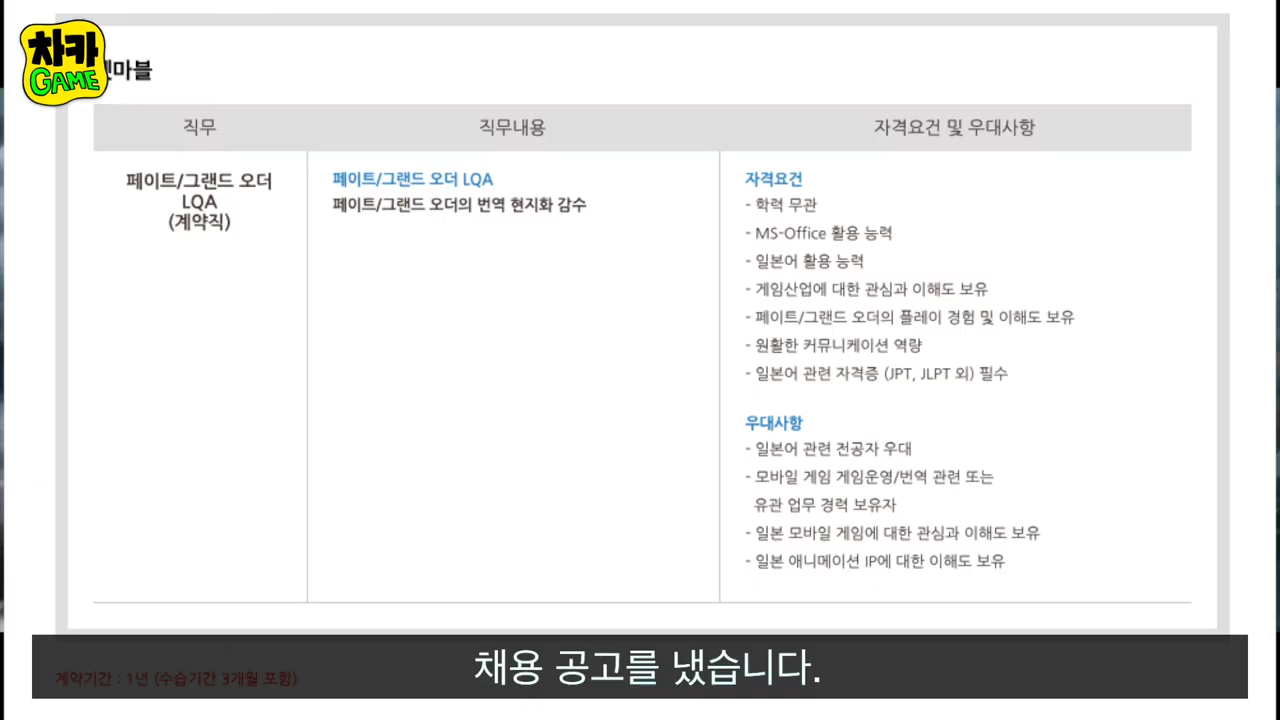 차카
GAME
마블
직무
직무내용
자격요건 및 우대사항
페이트/그랜드 오더
LQA
(계약직)
페이트/그랜드 오더 LQA
페이트/그랜드 오더의 번역 현지화 감수
자격요건
- 학력 무관
- MS-Office 활용 능력
- 일본어 활용 능력
- 게임산업에 대한 관심과 이해도 보유
- 페이트/그랜드 오더의 플레이 경험 및 이해도 보유
- 원활한 커뮤니케이션 역량
- 일본어 관련 자격증 (JPT, JLPT 외) 필수
우대사항
- 일본어 관련 전공자 우대
- 모바일 게임 게임운영/번역 관련 또는
유관 업무 경력 보유자
- 일본 모바일 게임에 대한 관심과 이해도 보유
- 일본 애니메이션 IP에 대한 이해도 보유
계약기간 : 1년 (수습기간 3개월 포함)
채용 공고를 냈습니다.